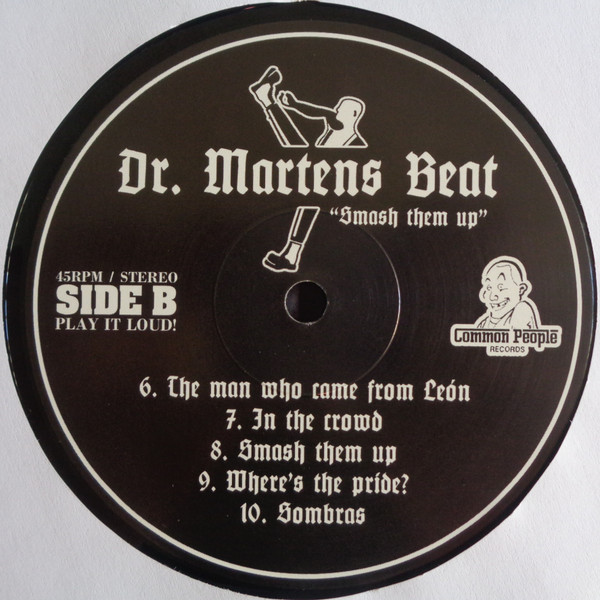 Dr. Martens Beat
"Smash them up"
45RPM / STEREO
SIDE B
PLAY IT LOUD!
Common People
RECORDS
6. The man who came from León
7. In the crowd
8. Smash them up
9. Where's the pride?
10. Sombras